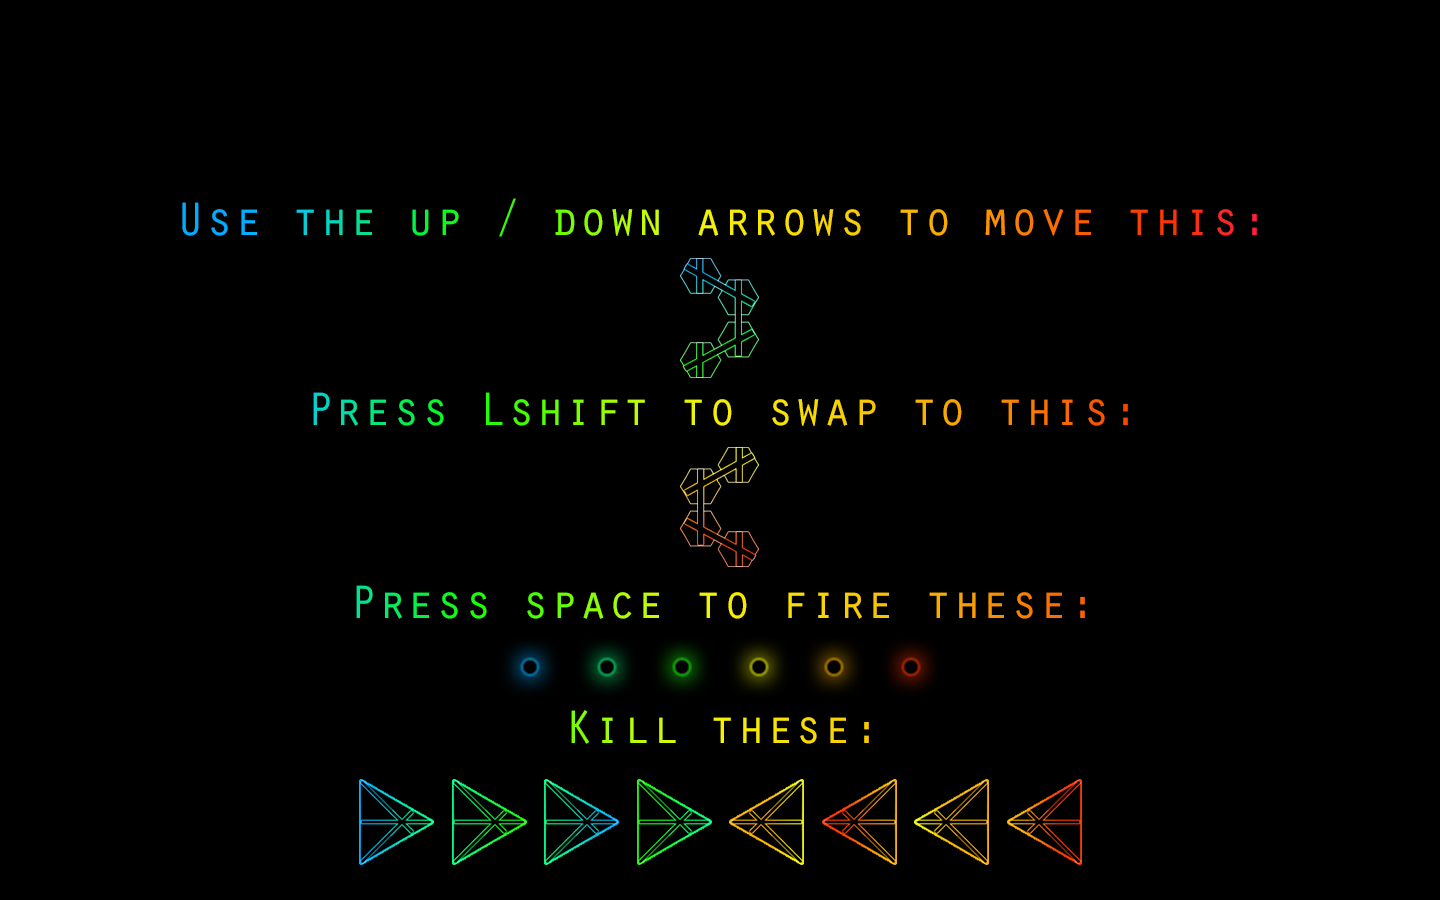 Use the up / down arrows to move this:
Press Lshift to swap to this:
Press space to fire these:
Kill these: